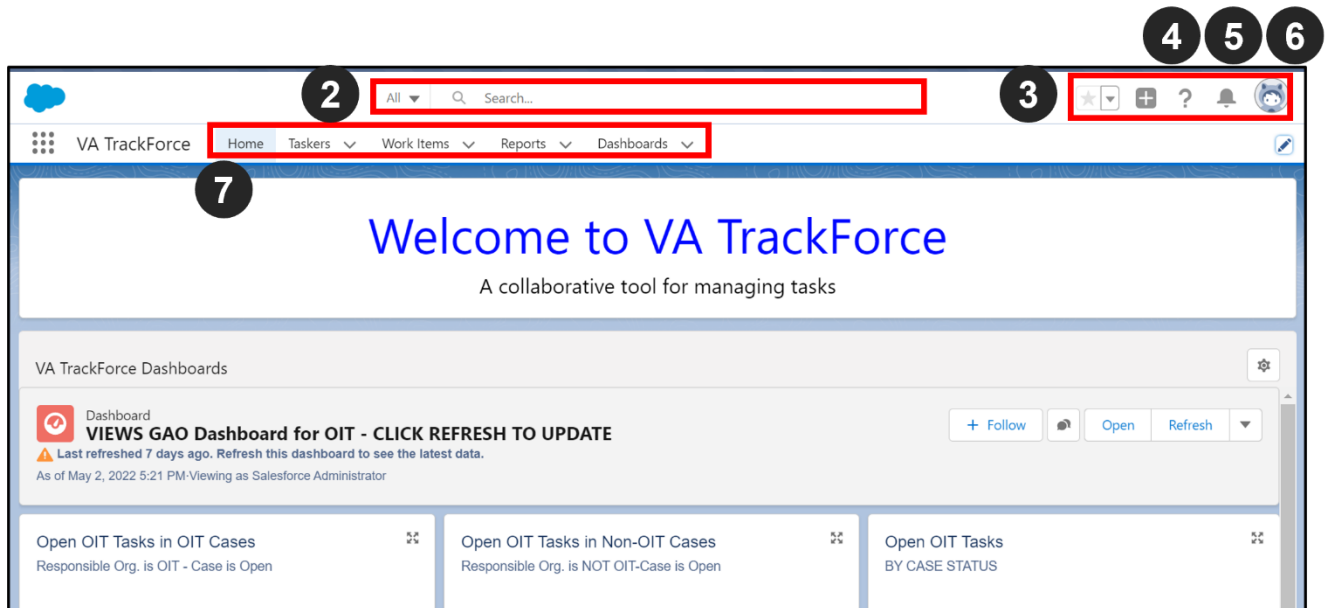 4 5 6
2 All Search... 3 ?
VA TrackForce Home Taskers Work Items Reports Dashboards
7
Welcome to VA TrackForce
A collaborative tool for managing tasks
VA TrackForce Dashboards
Dashboard
VIEWS GAO Dashboard for OIT - CLICK REFRESH TO UPDATE
+ Follow Open Refresh
Last refreshed 7 days ago. Refresh this dashboard to see the latest data.
As of May 2, 2022 5:21 PM·Viewing as Salesforce Administrator
Open OIT Tasks in OIT Cases
Responsible Org. is OIT - Case is Open
Open OIT Tasks in Non-OIT Cases
Responsible Org. is NOT OIT-Case is Open
Open OIT Tasks
BY CASE STATUS